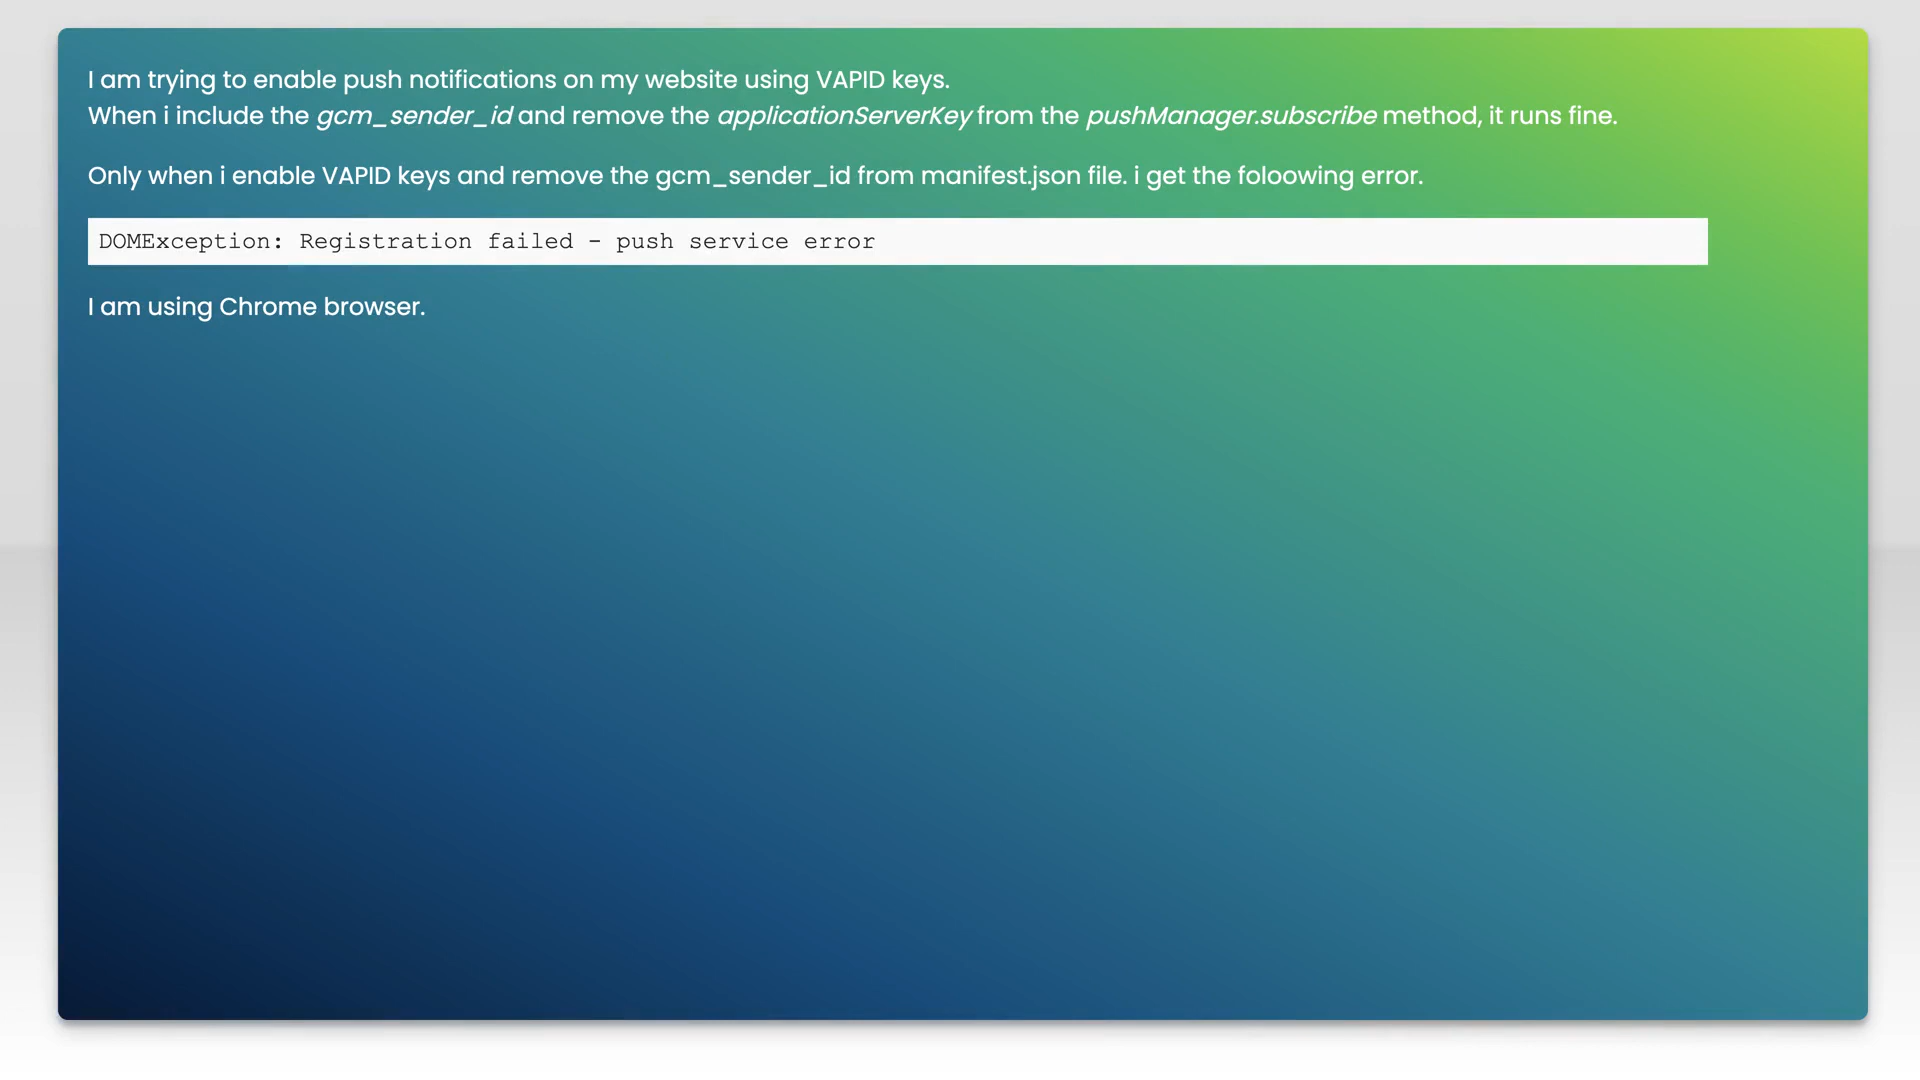 I am trying to enable push notifications on my website using VAPID keys.
When i include the gcm_sender_id and remove the applicationServerKey from the pushManager.subscribe method, it runs fine.
Only when i enable VAPID keys and remove the gcm_sender_id from manifest.json file. i get the foloowing error.
DOMException: Registration failed - push service error
I am using Chrome browser.